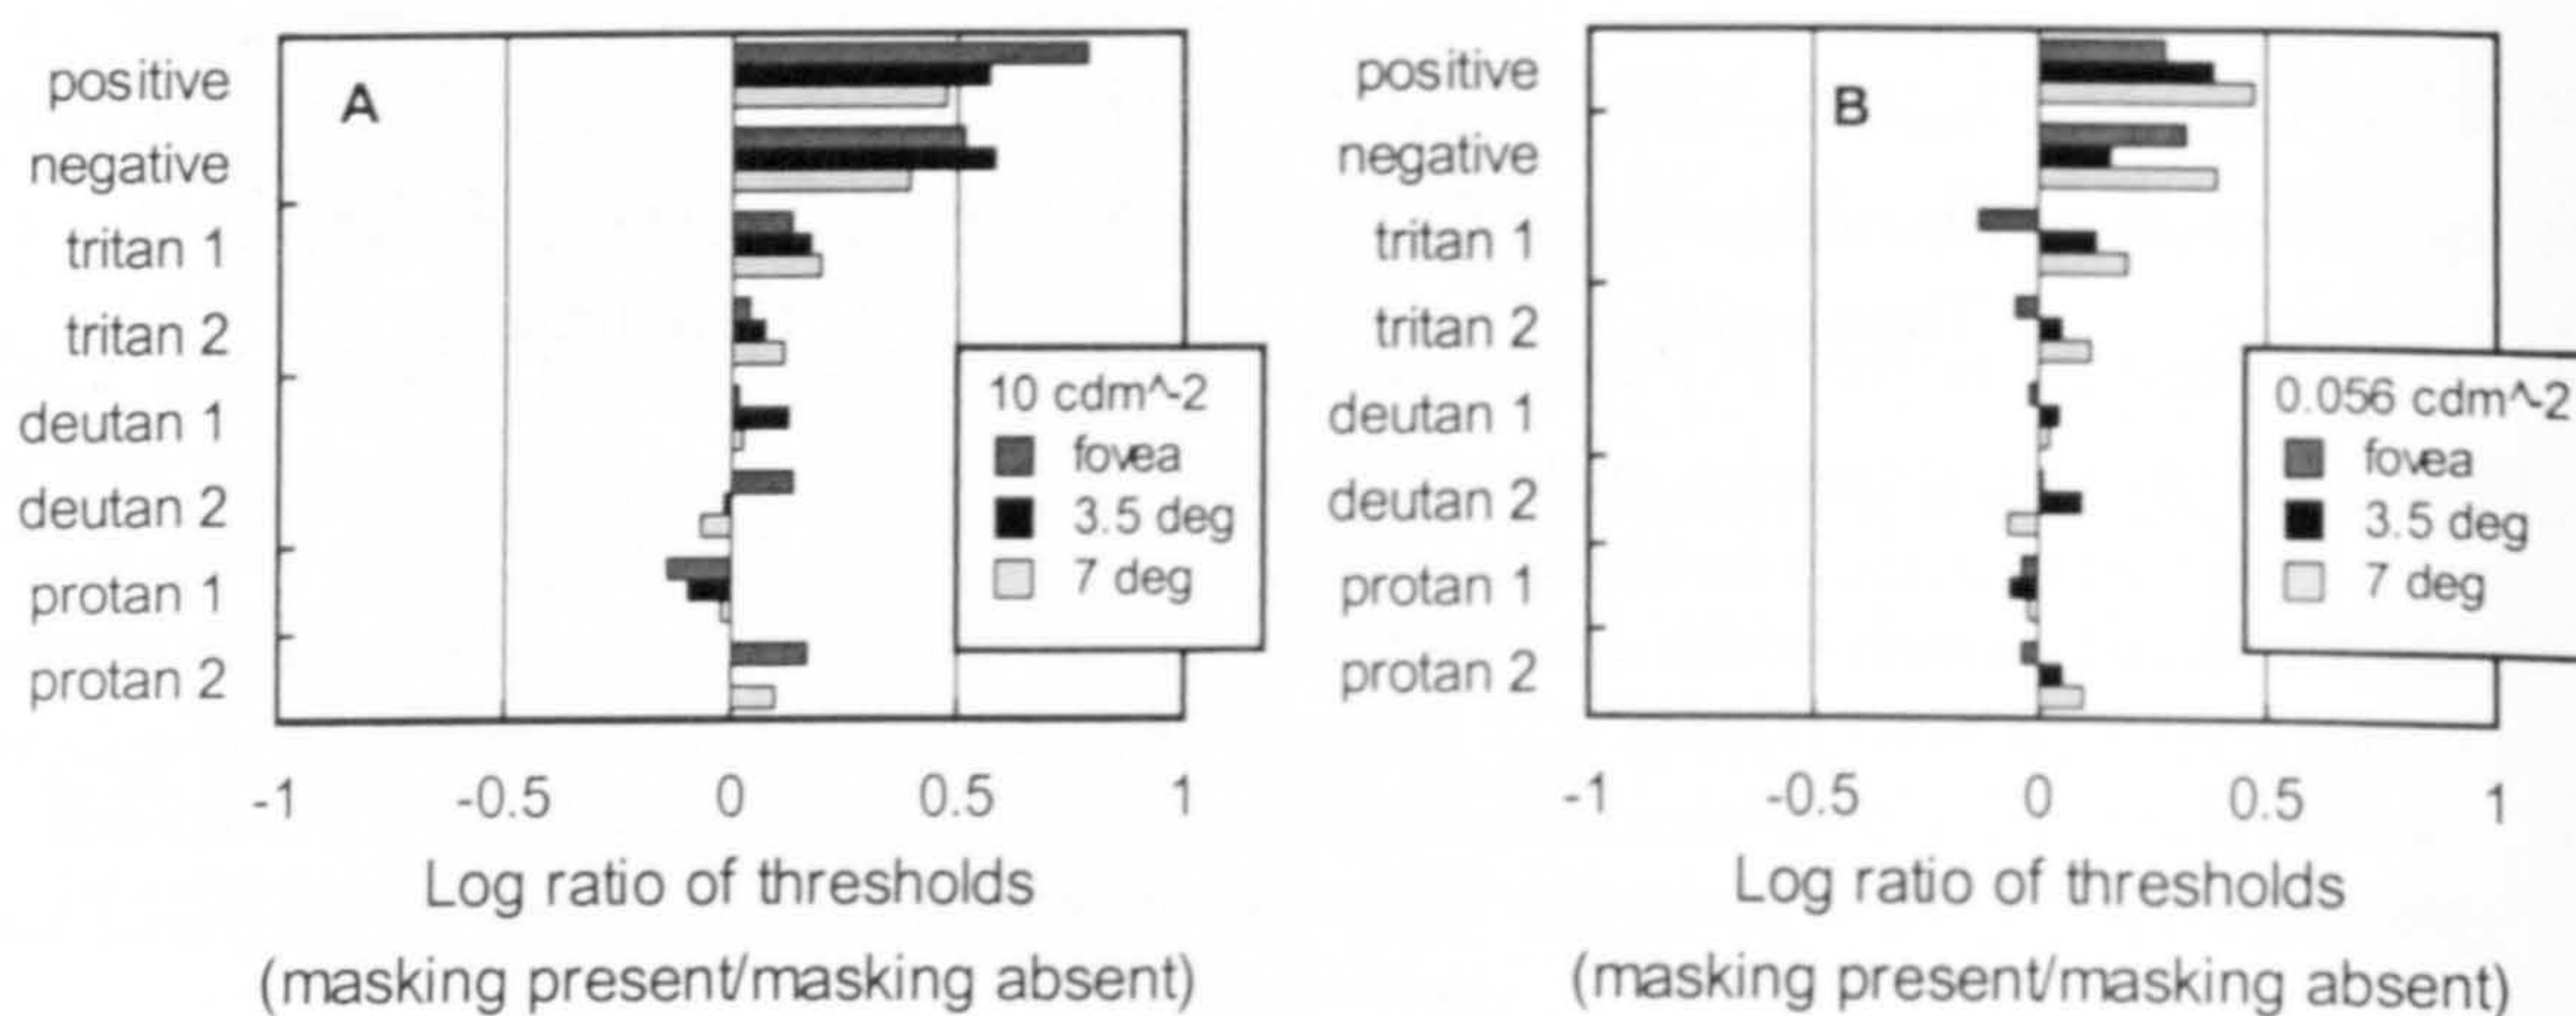 A
positive
negative
tritan 1
tritan 2
deutan 1
deutan 2
protan 1
protan 2
10 cdm^-2
fovea
3.5 deg
7 deg
-1 -0.5 0 0.5 1
Log ratio of thresholds
(masking present/masking absent)
B
positive
negative
tritan 1
tritan 2
deutan 1
deutan 2
protan 1
protan 2
0.056 cdm^-2
fovea
3.5 deg
7 deg
-1 -0.5 0 0.5 1
Log ratio of thresholds
(masking present/masking absent)